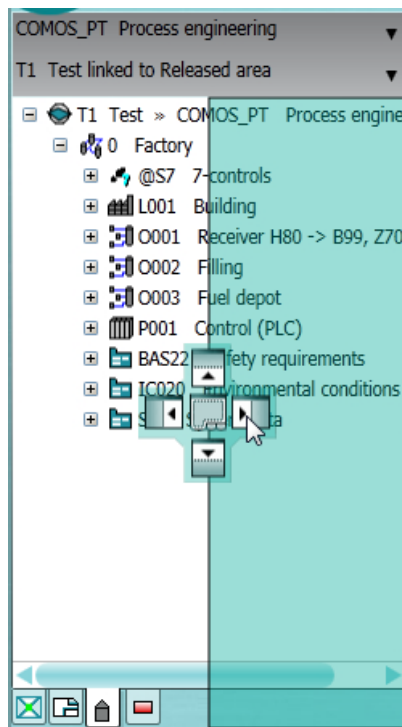 COMOS_PT Process engineering
T1 Test linked to Released area
T1 Test » COMOS_PT Process engine
0 Factory
@S7 7-controls
L001 Building
O001 Receiver H80 -> B99, Z70
O002 Filling
O003 Fuel depot
P001 Control (PLC)
BAS22 fety requirements
IC020 vironmental conditions
S S ta